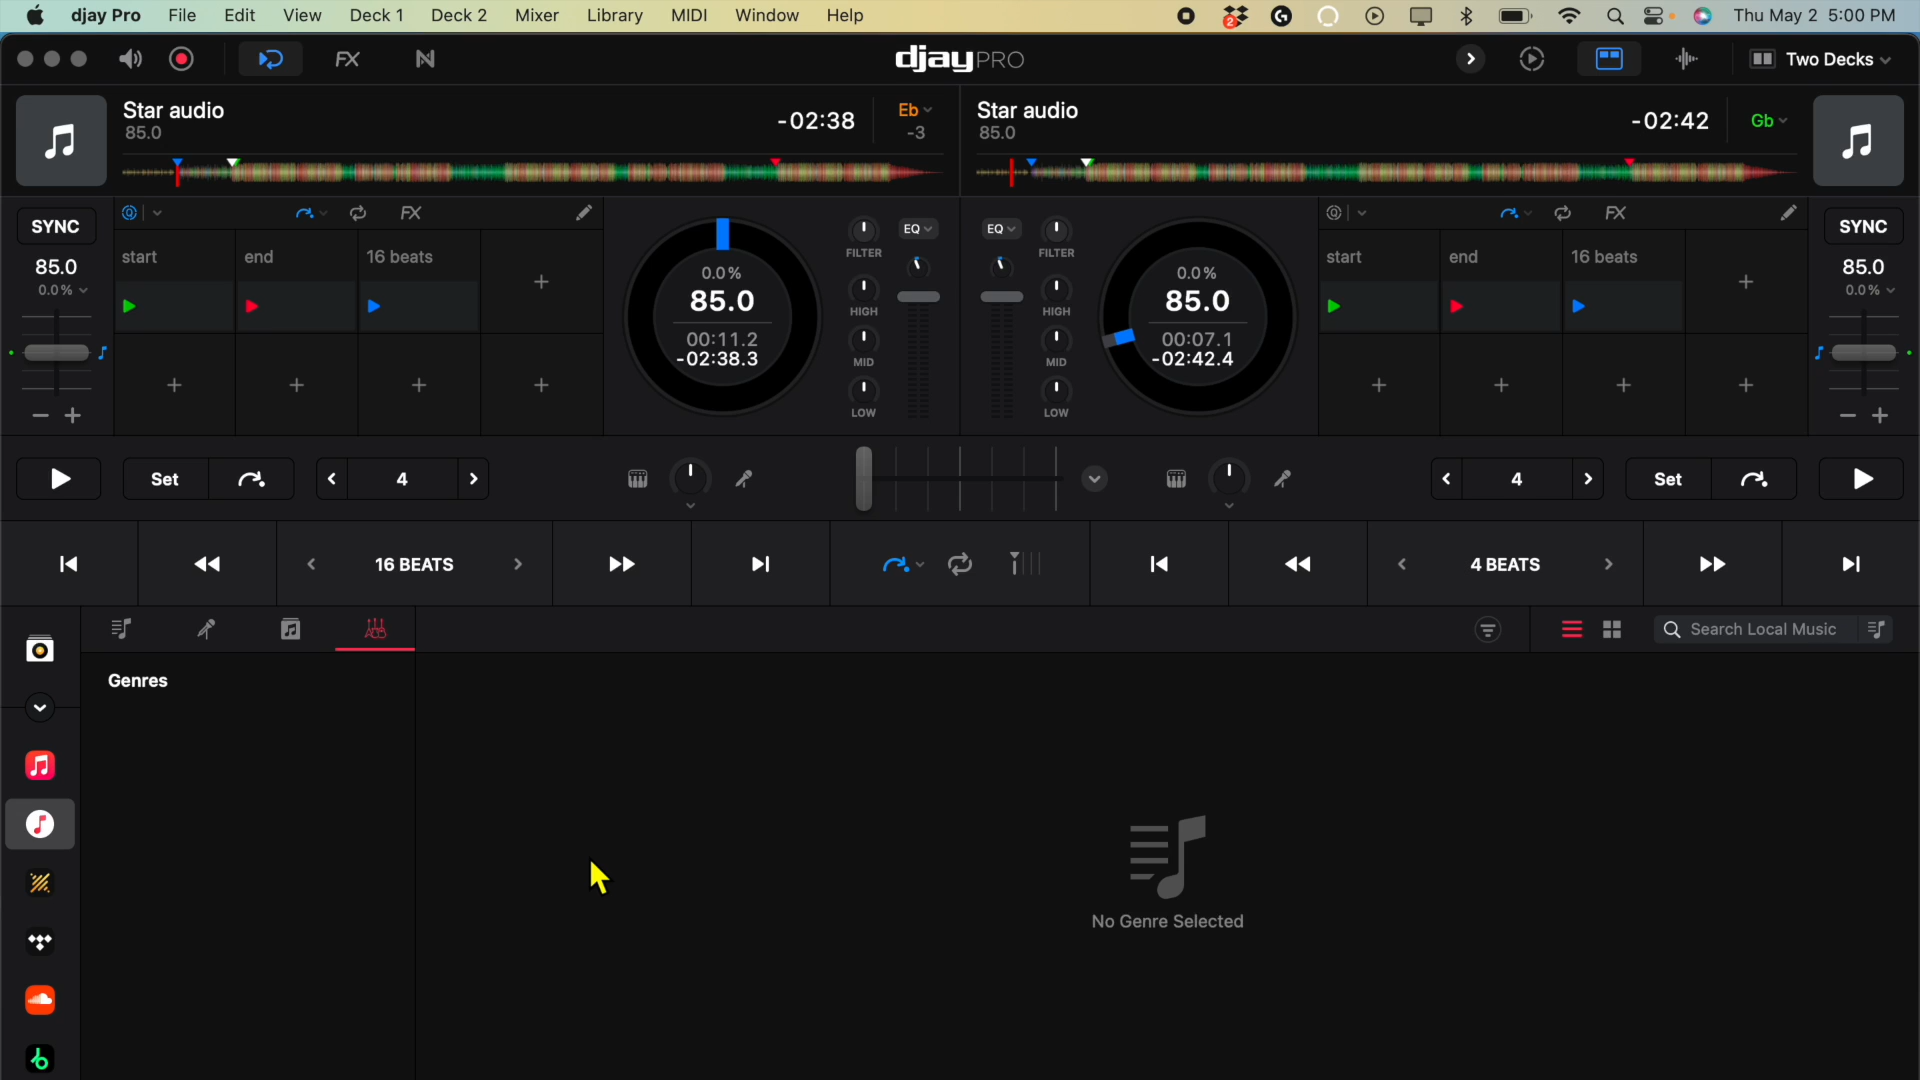 djay Pro File Edit View Deck 1 Deck 2 Mixer Library MIDI Window Help 2 Thu May 2 5:00 PM
FX djay PRO Two Decks
Star audio -02:38 Eb Star audio -02:42 Gb
85.0 -3 85.0
SYNC FX EQ EQ FX SYNC
start end 16 beats FILTER FILTER start end 16 beats
85.0 0.0% 0.0% 85.0
0.0% 85.0 HIGH HIGH 85.0 0.0%
00:11.2 00:07.1
-02:38.3 MID MID -02:42.4
LOW LOW
Set 4 4 Set
16 BEATS 4 BEATS
Search Local Music
Genres
No Genre Selected